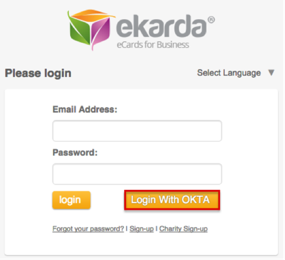 ekarda®
eCards for Business
Please login
Select Language ▼
Email Address:
Password:
login
Login With OKTA
Forgot your password? | Sign-up | Charity Sign-up